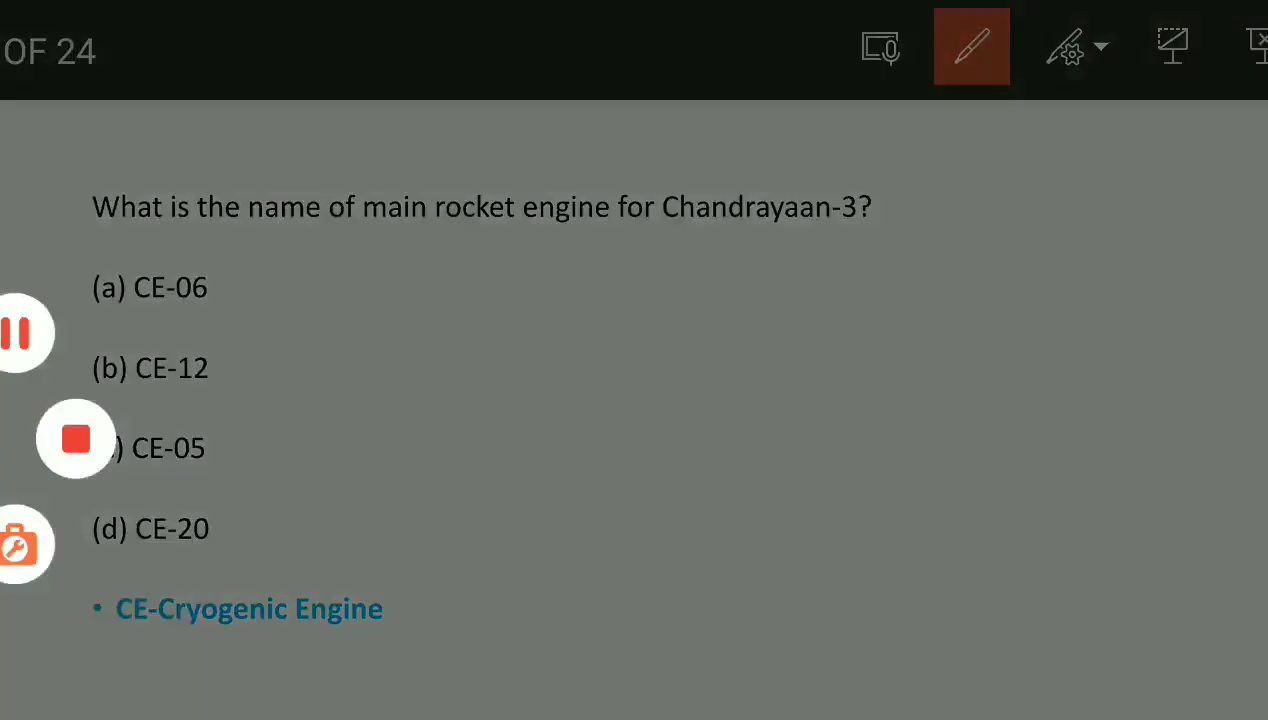 OF 24
What is the name of main rocket engine for Chandrayaan-3?
(a) CE-06
(b) CE-12
) CE-05
(d) CE-20
• CE-Cryogenic Engine